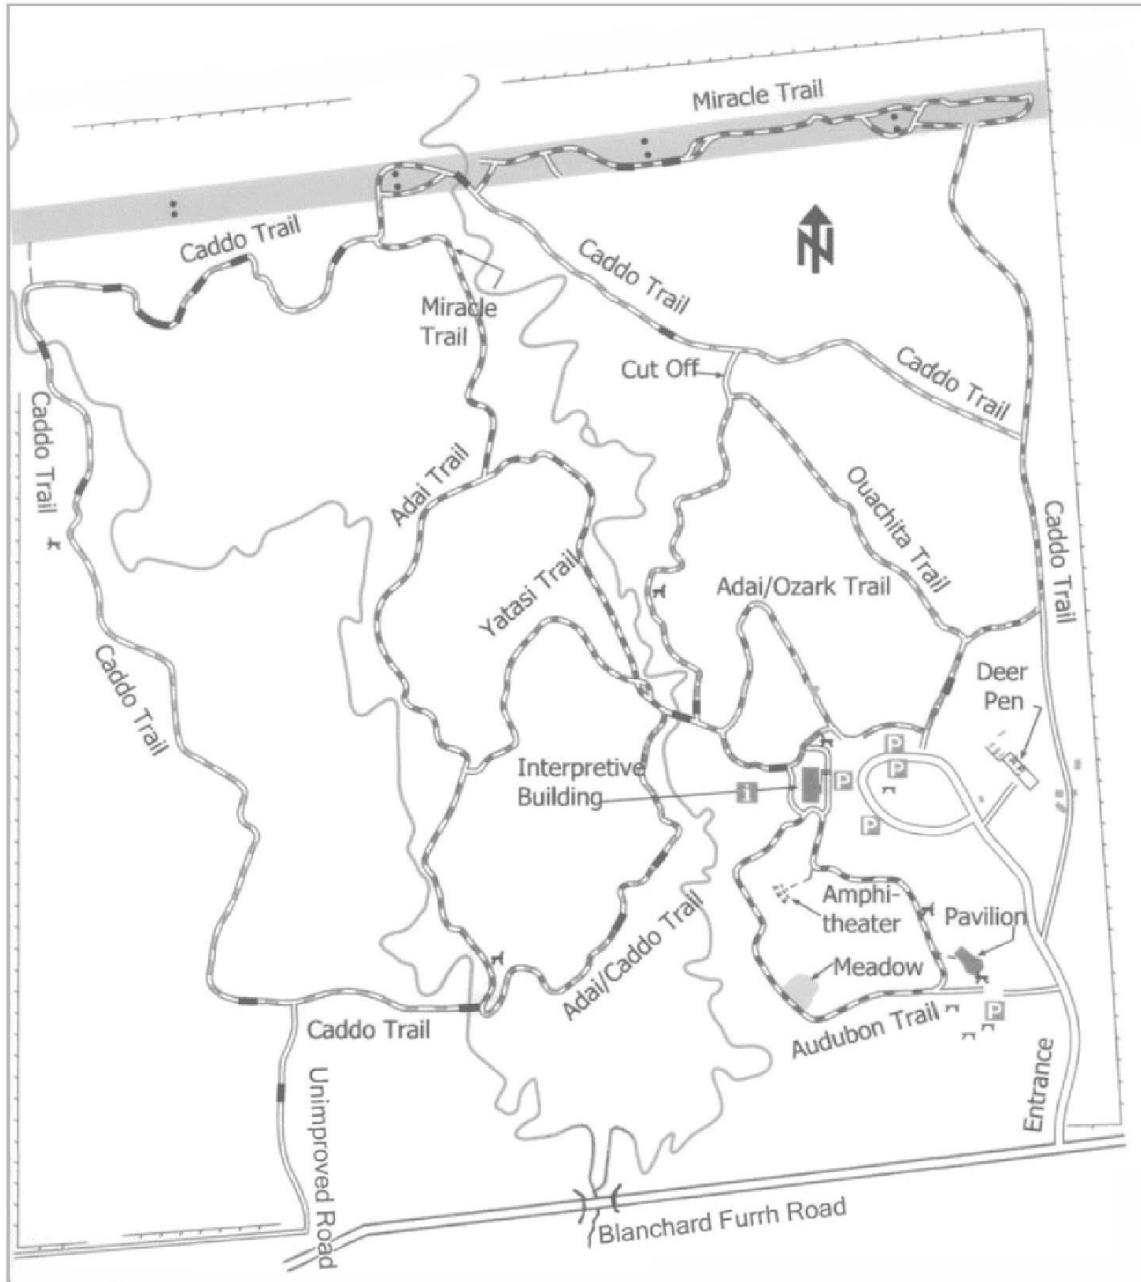 Miracle Trail
Caddo Trail
N
Caddo Trail
Miracle
Trail
Cut Off
Caddo Trail
Caddo Trail
Adai Trail
Ouachita Trail
Caddo Trail
Yatasi Trail
Adai/Ozark Trail
Caddo Trail
Deer
Pen
P
Interpretive
Building
i
P
P
P
Amphi-
theater
Pavilion
Adai/Caddo Trail
Meadow
Caddo Trail
Audubon Trail
P
Unimproved Road
Entrance
Blanchard Furrh Road